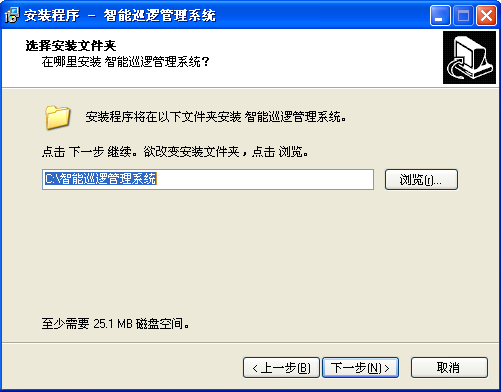 安装程序 - 智能巡逻管理系统
选择安装文件夹
在哪里安装 智能巡逻管理系统？
安装程序将在以下文件夹安装 智能巡逻管理系统。
点击 下一步 继续。欲改变安装文件夹，点击 浏览。
C:\智能巡逻管理系统
浏览(r)...
至少需要 25.1 MB 磁盘空间。
< 上一步(B)
下一步(N) >
取消